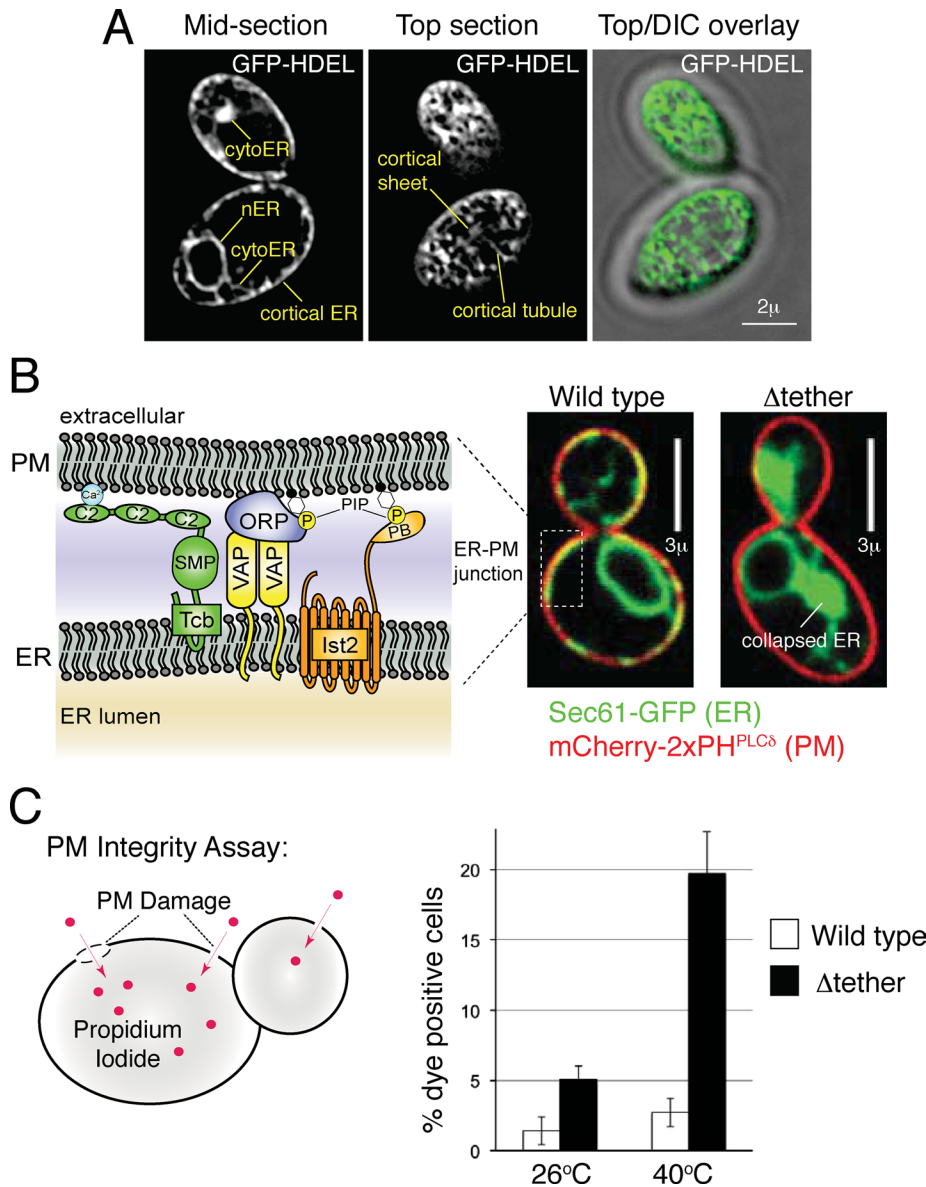 A
Mid-section
Top section
Top/DIC overlay
GFP-HDEL
GFP-HDEL
GFP-HDEL
cytoER
nER
cytoER
cortical ER
cortical
sheet
cortical tubule
2μ
B
extracellular
PM
Ca²⁺
C2
C2
C2
SMP
Tcb
ORP
VAP
VAP
PIP
P
P
PB
Ist2
ER
ER lumen
ER-PM
junction
Wild type
Δtether
3μ
3μ
collapsed ER
Sec61-GFP (ER)
mCherry-2xPHᴾᴸᶜᵟ (PM)
C
PM Integrity Assay:
PM Damage
Propidium
Iodide
% dye positive cells
20
15
10
5
0
26°C
40°C
Wild type
Δtether